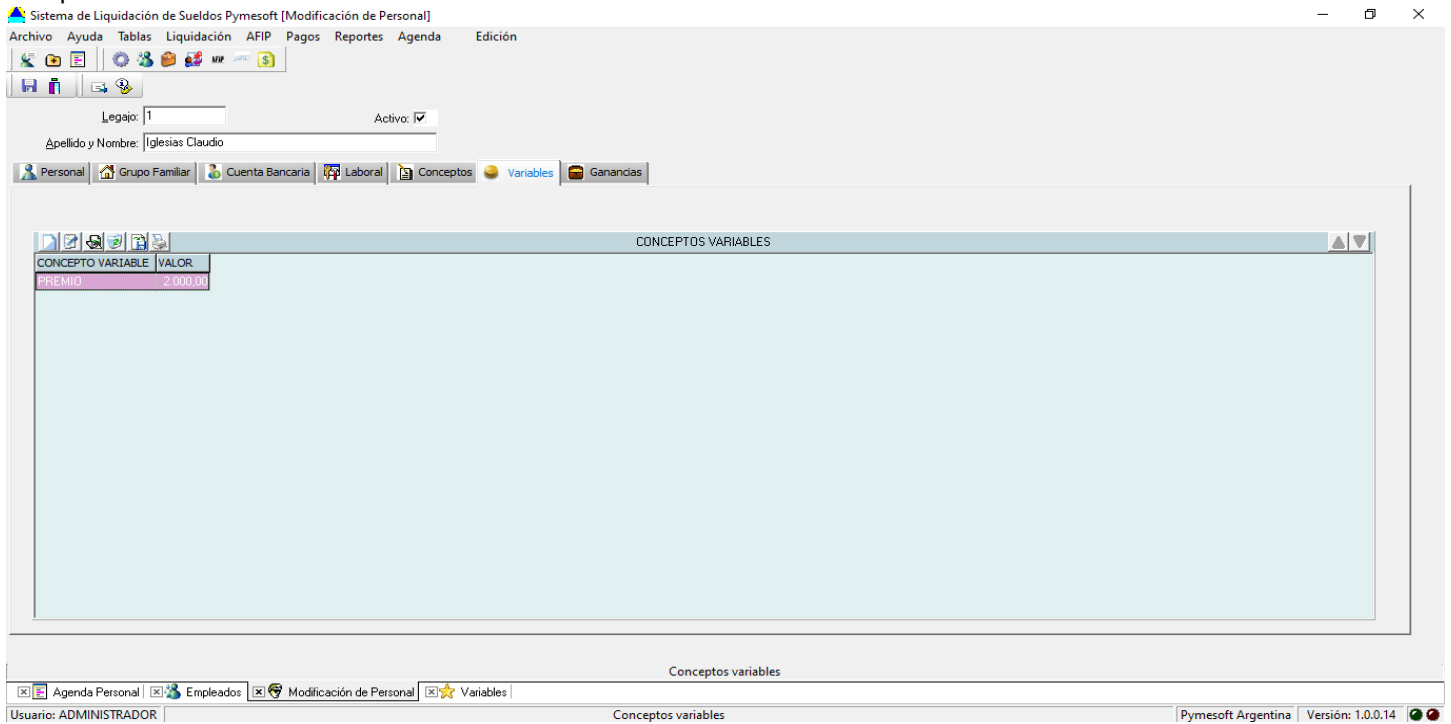 Sistema de Liquidación de Sueldos Pymesoft [Modificación de Personal]
Archivo Ayuda Tablas Liquidación AFIP Pagos Reportes Agenda Edición
Legajo: 1 Activo:
Apellido y Nombre: Iglesias Claudio
Personal Grupo Familiar Cuenta Bancaria Laboral Conceptos Variables Ganancias
CONCEPTOS VARIABLES
CONCEPTO VARIABLE VALOR
PREMIO 2.000,00
Conceptos variables
Agenda Personal Empleados Modificación de Personal Variables
Usuario: ADMINISTRADOR Conceptos variables Pymesoft Argentina Versión: 1.0.0.14